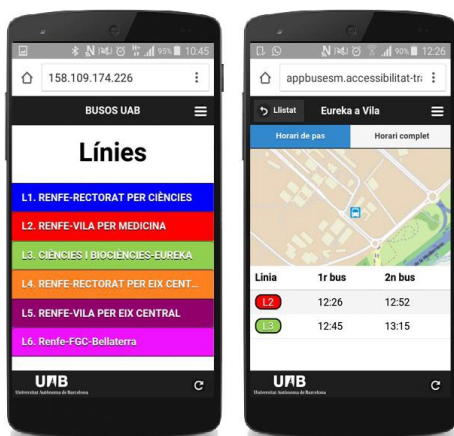 95% 10:45
158.109.174.226
BUSOS UAB
Línies
L1. RENFE-RECTORAT PER CIÈNCIES
L2. RENFE-VILA PER MEDICINA
L3. CIÈNCIES I BIOCIÈNCIES-EUREKA
L4. RENFE-RECTORAT PER EIX CENT...
L5. RENFE-VILA PER EIX CENTRAL
L6. Renfe-FGC-Bellaterra
UAB
Universitat Autònoma de Barcelona
90% 12:26
appbusesm.accessibilitat-tra
Llistat Eureka a Vila
Horari de pas Horari complet
Línia 1r bus 2n bus
L2 12:26 12:52
L3 12:45 13:15
UAB
Universitat Autònoma de Barcelona